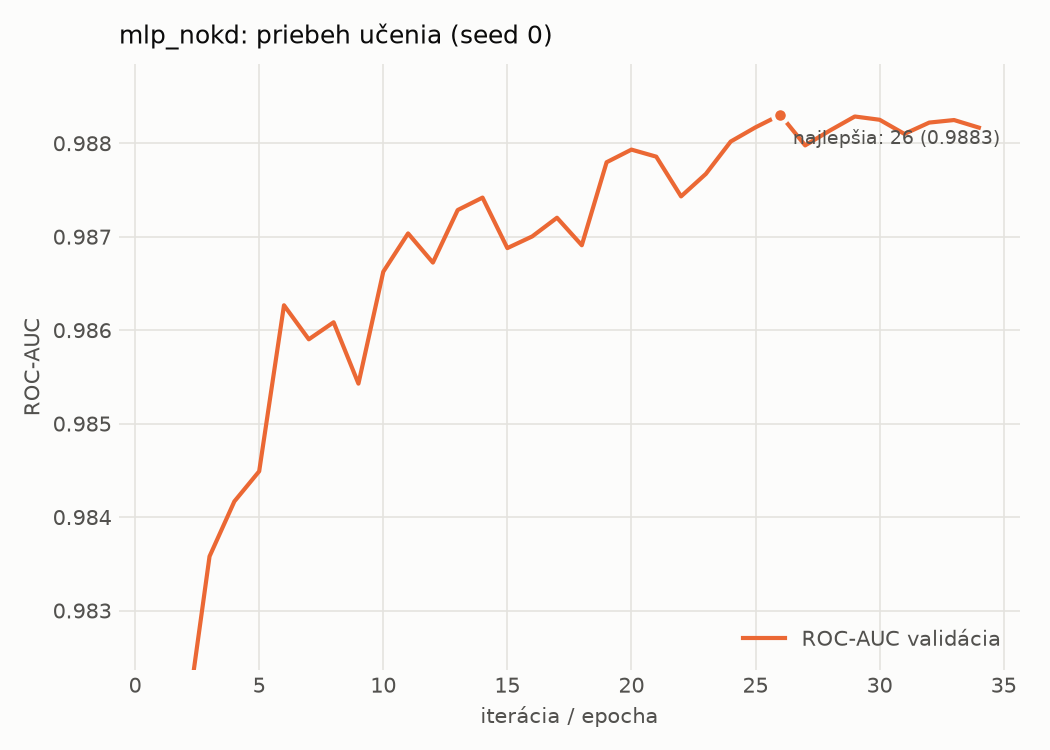 mlp_nokd: priebeh učenia (seed 0)
najlepšia: 26 (0.9883)
0.988
0.987
0.986
0.985
0.984
0.983
ROC-AUC
ROC-AUC validácia
0 5 10 15 20 25 30 35
iterácia / epocha